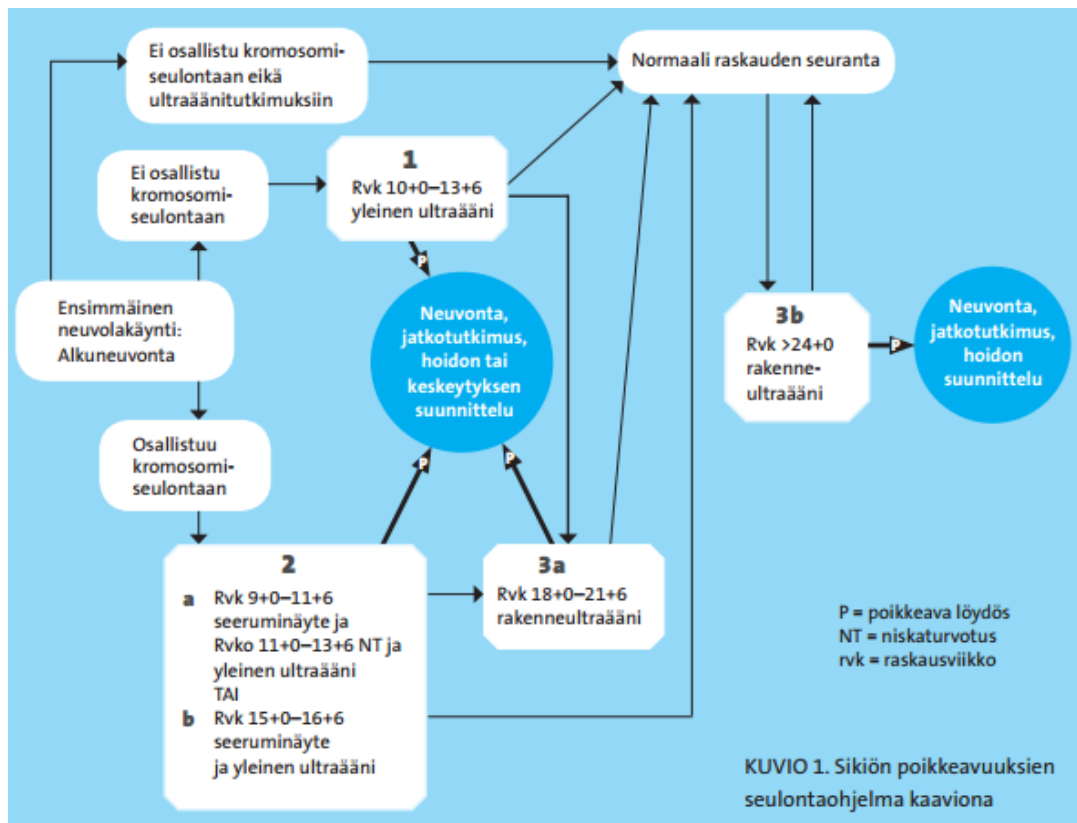 Ei osallistu kromosomi-
seulontaan eikä
ultraäänitutkimuksiin
Normaali raskauden seuranta
Ei osallistu
kromosomi-
seulontaan
1
Rvk 10+0–13+6
yleinen ultraääni
P
Ensimmäinen
neuvolakäynti:
Alkuneuvonta
Neuvonta,
jatkotutkimus,
hoidon tai
keskeytyksen
suunnittelu
3b
Rvk >24+0
rakenne-
ultraääni
P
Neuvonta,
jatkotutkimus,
hoidon
suunnittelu
Osallistuu
kromosomi-
seulontaan
P
P
2
a Rvk 9+0–11+6
seeruminäyte ja
Rvko 11+0–13+6 NT ja
yleinen ultraääni
TAI
b Rvk 15+0–16+6
seeruminäyte
ja yleinen ultraääni
3a
Rvk 18+0–21+6
rakenneultraääni
P = poikkeava löydös
NT = niskaturvotus
rvk = raskausviikko
KUVIO 1. Sikiön poikkeavuuksien
seulontaohjelma kaaviona